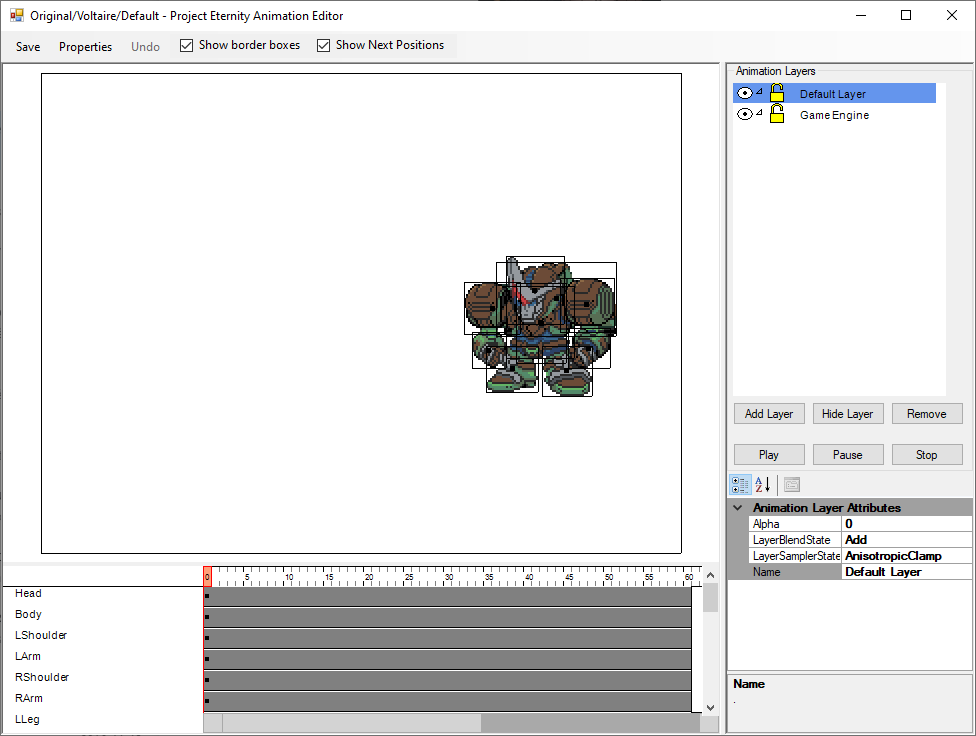 Original/Voltaire/Default - Project Eternity Animation Editor
Save Properties Undo Show border boxes Show Next Positions
Animation Layers
Default Layer
Game Engine
Add Layer Hide Layer Remove
Play Pause Stop
A
Z
Animation Layer Attributes
Alpha 0
LayerBlendState Add
LayerSamplerState AnisotropicClamp
Name Default Layer
0 5 10 15 20 25 30 35 40 45 50 55 60
Head
Body
LShoulder
LArm
RShoulder
RArm
LLeg
Name
.